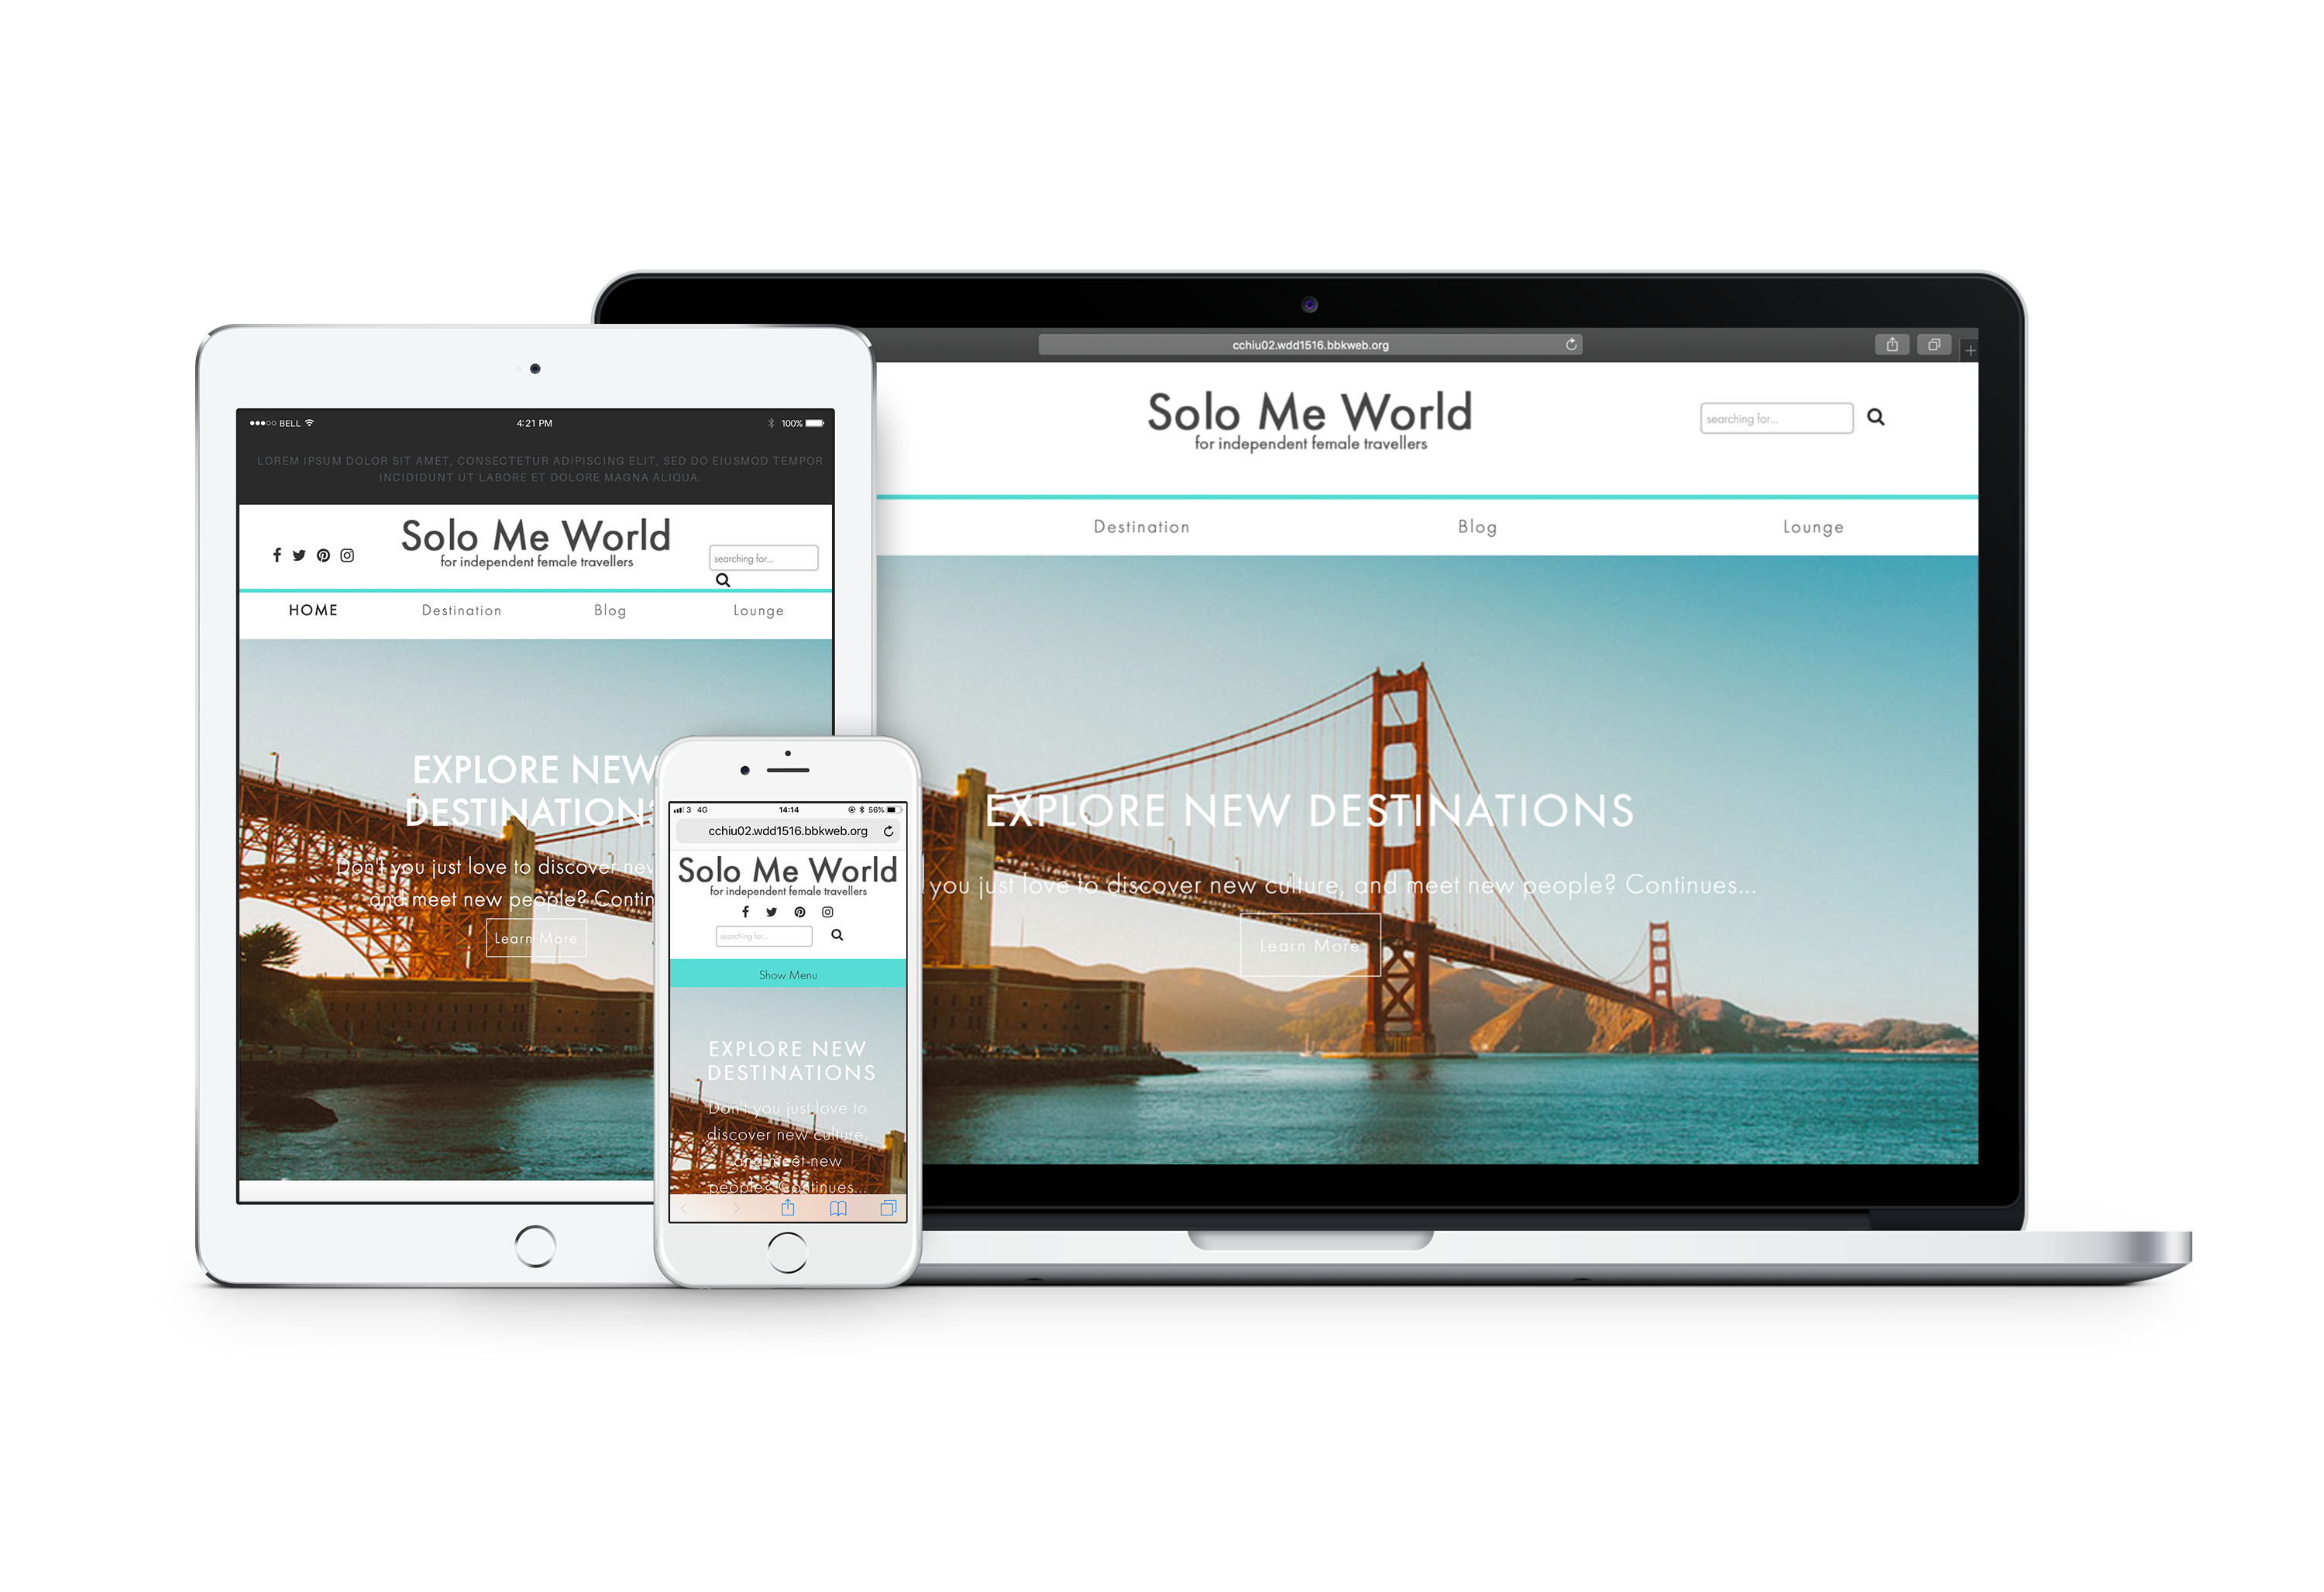 BELL
4:21 PM
100%
LOREM IPSUM DOLOR SIT AMET, CONSECTETUR ADIPISCING ELIT, SED DO EIUSMOD TEMPOR
INCIDIDUNT UT LABORE ET DOLORE MAGNA ALIQUA.
Solo Me World
for independent female travellers
searching for...
HOME Destination Blog Lounge
EXPLORE NEW
DESTINATIONS
Don't you just love to discover new
and meet new people? Contin
Learn More
3 4G 14:14 56%
cchiu02.wdd1516.bbkweb.org
Solo Me World
for independent female travellers
searching for...
Show Menu
EXPLORE NEW
DESTINATIONS
Don't you just love to
discover new culture,
and meet new
people? Continues...
cchiu02.wdd1516.bbkweb.org
Solo Me World
for independent female travellers
searching for...
Destination Blog Lounge
EXPLORE NEW DESTINATIONS
you just love to discover new culture, and meet new people? Continues...
Learn More